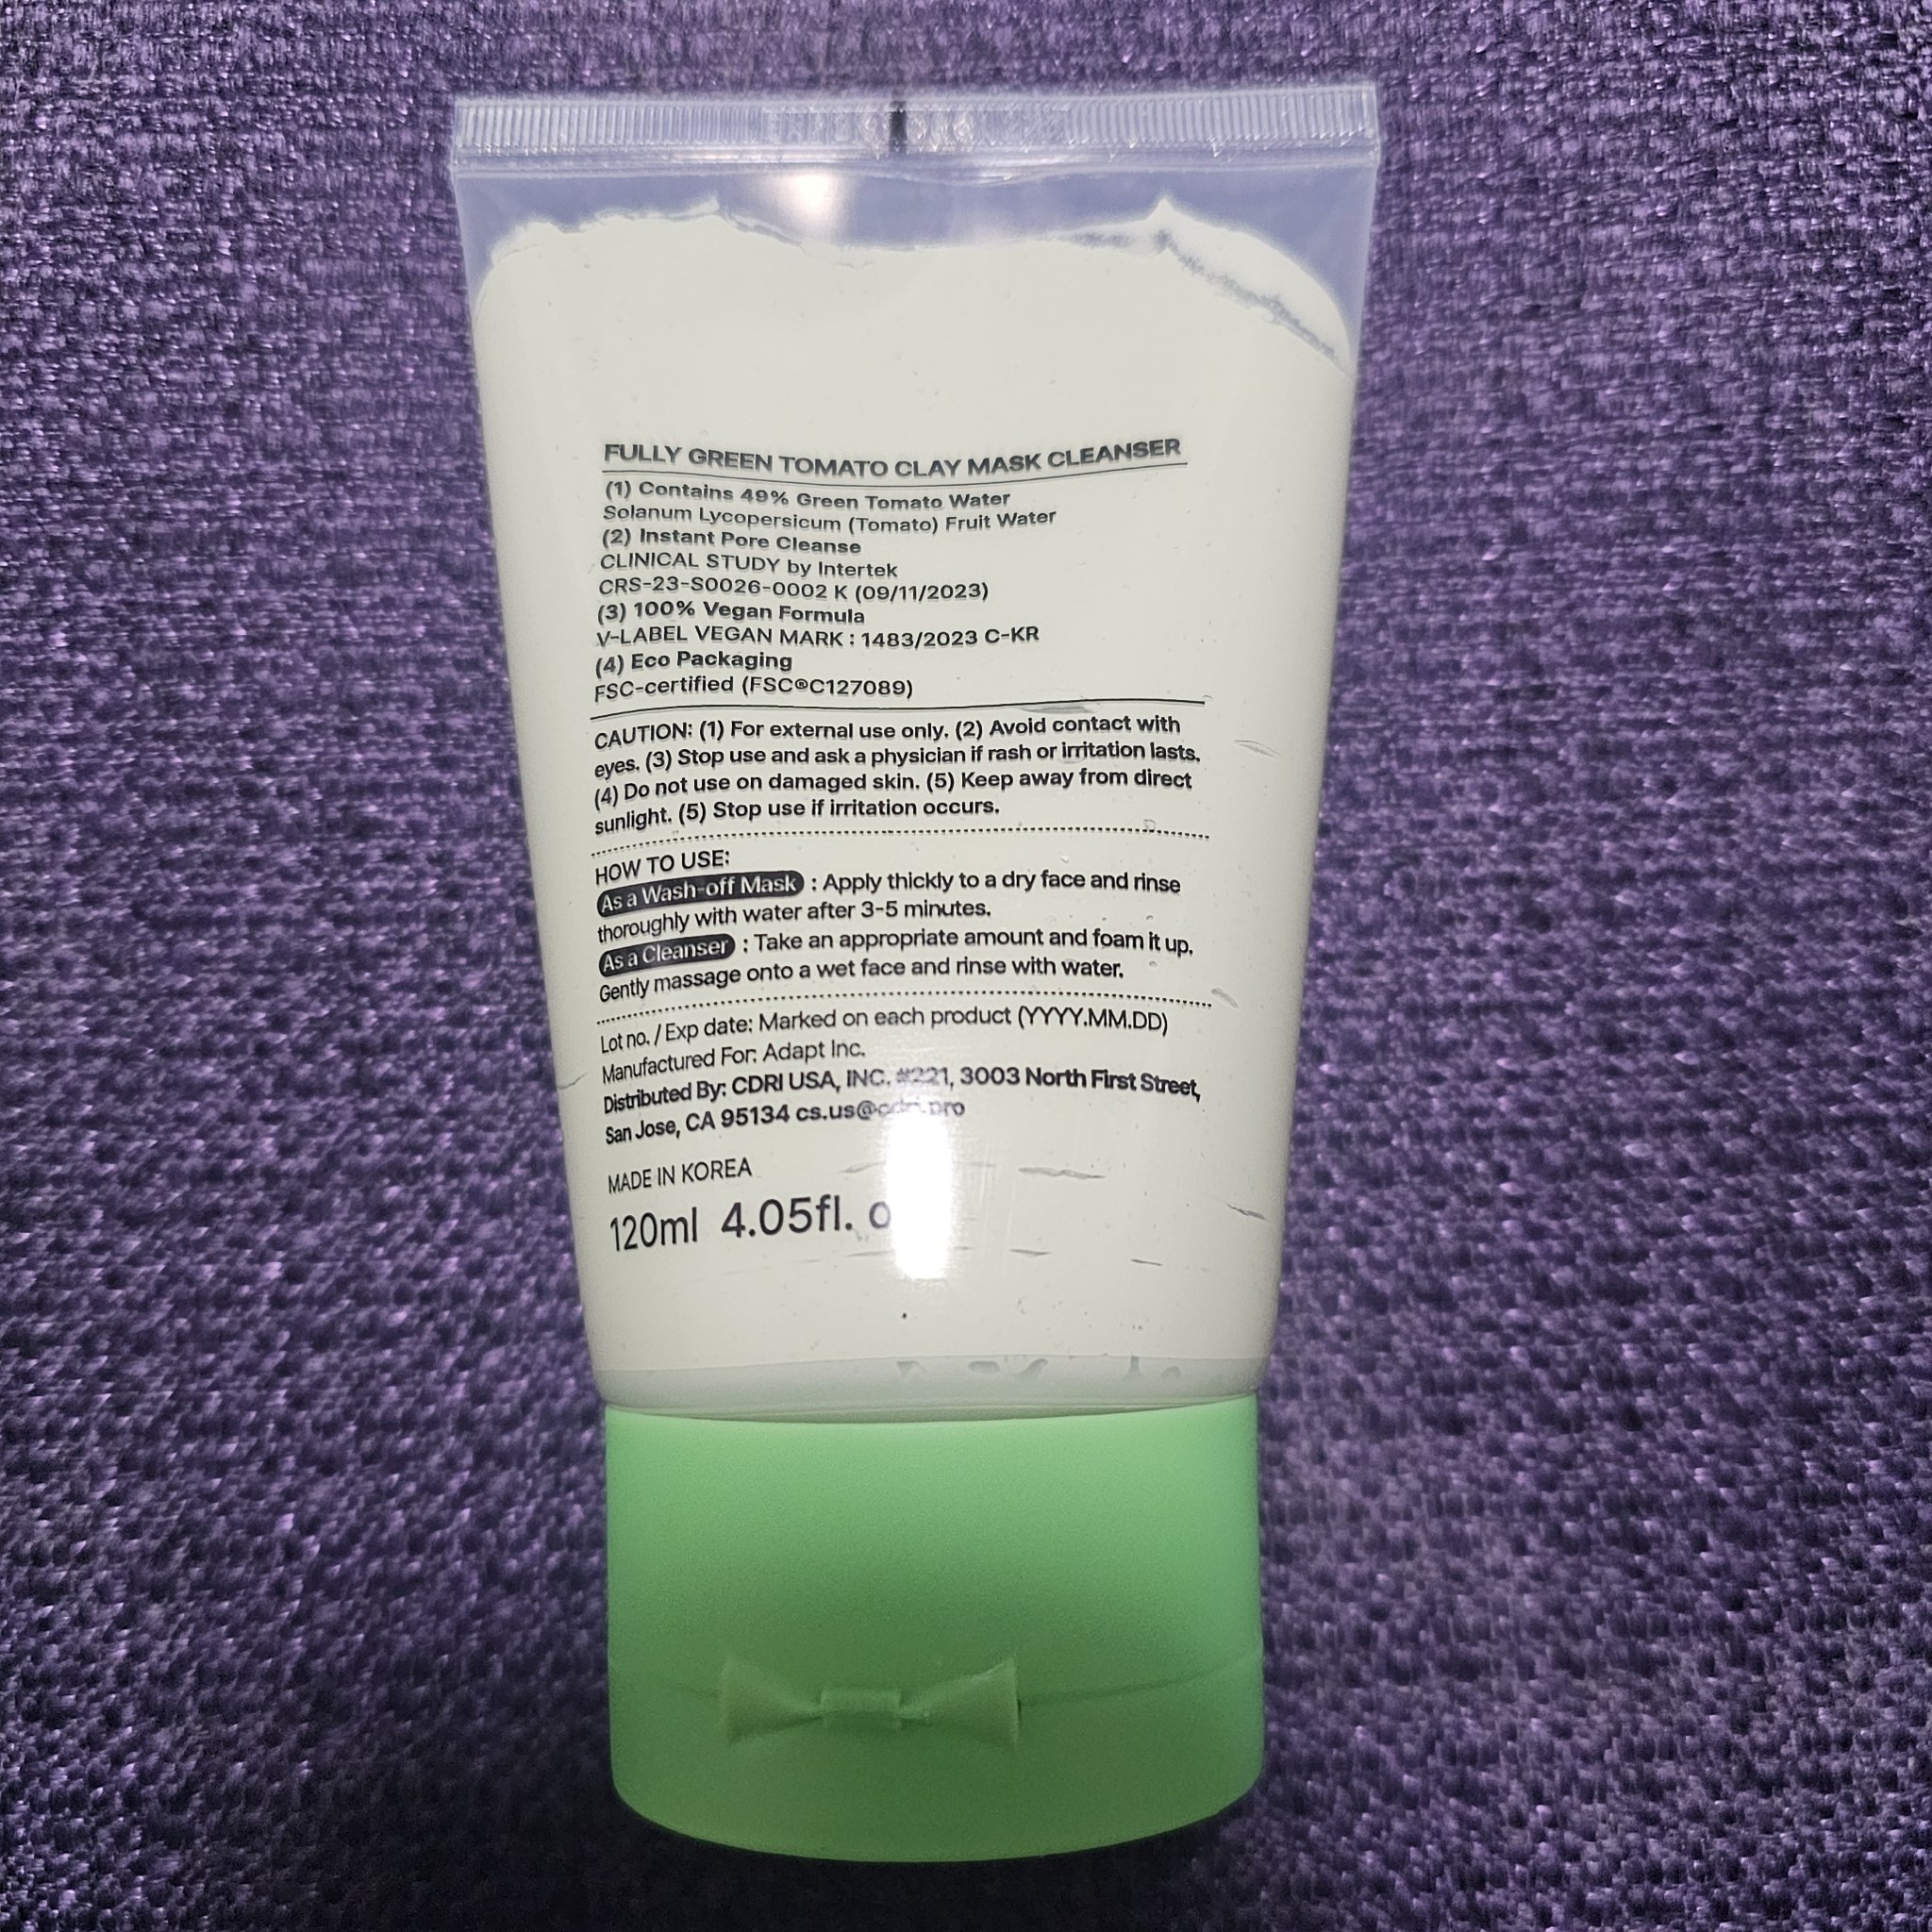 FULLY GREEN TOMATO CLAY MASK CLEANSER
(1) Contains 49% Green Tomato Water
Solanum Lycopersicum (Tomato) Fruit Water
(2) Instant Pore Cleanse
CLINICAL STUDY by Intertek
CRS-23-S0026-0002 K (09/11/2023)
(3) 100% Vegan Formula
V-LABEL VEGAN MARK : 1483/2023 C-KR
(4) Eco Packaging
FSC-certified (FSC®C127089)
CAUTION: (1) For external use only. (2) Avoid contact with
eyes. (3) Stop use and ask a physician if rash or irritation lasts.
(4) Do not use on damaged skin. (5) Keep away from direct
sunlight. (5) Stop use if irritation occurs.
HOW TO USE:
As a Wash-off Mask : Apply thickly to a dry face and rinse
thoroughly with water after 3-5 minutes.
As a Cleanser : Take an appropriate amount and foam it up.
Gently massage onto a wet face and rinse with water.
Lot no. / Exp date: Marked on each product (YYYY.MM.DD)
Manufactured For: Adapt Inc.
Distributed By: CDRI USA, INC. #221, 3003 North First Street,
San Jose, CA 95134 cs.us@cdri.pro
MADE IN KOREA
120ml 4.05fl.